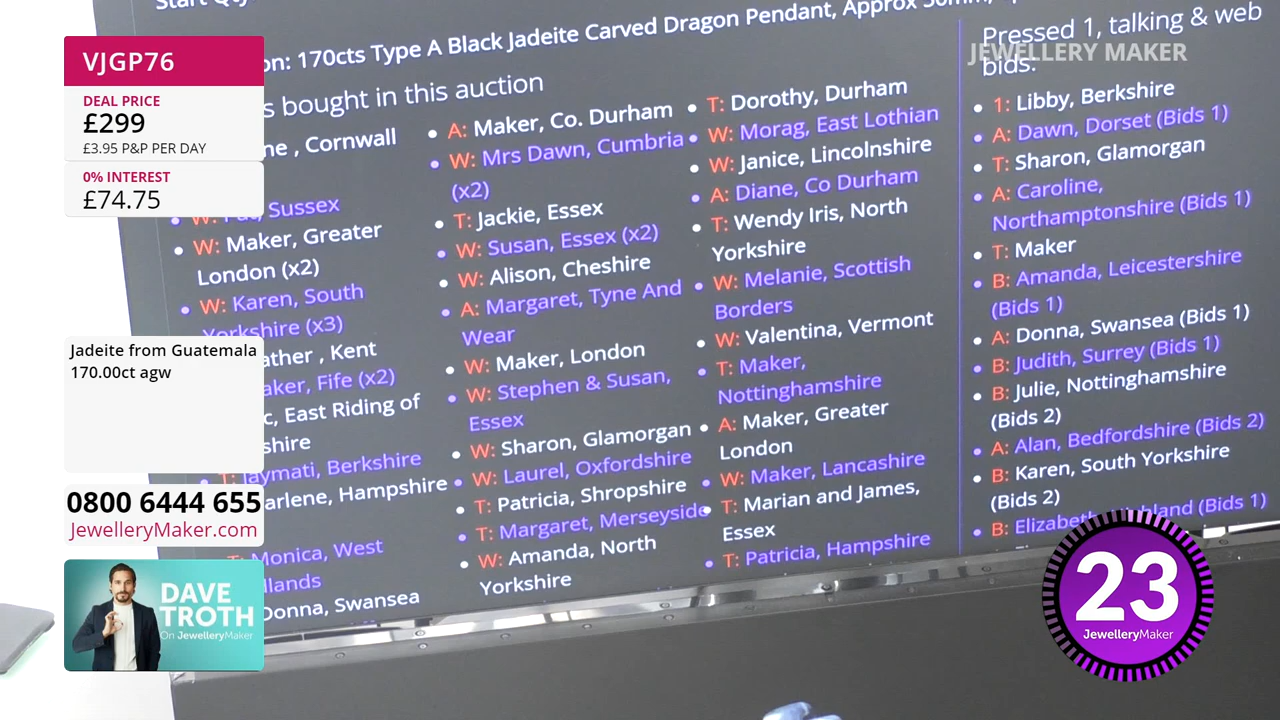 VJGP76
DEAL PRICE
£299
£3.95 P&P PER DAY
0% INTEREST
£74.75
Jadeite from Guatemala
170.00ct agw
0800 6444 655
JewelleryMaker.com
DAVE
TROTH
On JewelleryMaker
JEWELLERY MAKER
170cts Type A Black Jadeite Carved Dragon Pendant, Approx
bought in this auction
Cornwall
Sussex
W: Maker, Greater
London (x2)
W: Karen, South
Yorkshire (x3)
Kent
Fife (x2)
East Riding of
Berkshire
Hampshire
T: Monica, West
Donna, Swansea
A: Maker, Co. Durham
W: Mrs Dawn, Cumbria
(x2)
T: Jackie, Essex
W: Susan, Essex (x2)
W: Alison, Cheshire
A: Margaret, Tyne And
Wear
W: Maker, London
W: Stephen & Susan,
Essex
W: Sharon, Glamorgan
W: Laurel, Oxfordshire
T: Patricia, Shropshire
T: Margaret, Merseyside
W: Amanda, North
Yorkshire
T: Dorothy, Durham
W: Morag, East Lothian
W: Janice, Lincolnshire
A: Diane, Co Durham
T: Wendy Iris, North
Yorkshire
W: Melanie, Scottish
Borders
W: Valentina, Vermont
T: Maker,
Nottinghamshire
A: Maker, Greater
London
W: Maker, Lancashire
T: Marian and James,
Essex
T: Patricia, Hampshire
Pressed 1, talking & web
bids:
1: Libby, Berkshire
A: Dawn, Dorset (Bids 1)
T: Sharon, Glamorgan
A: Caroline,
Northamptonshire (Bids 1)
T: Maker
B: Amanda, Leicestershire
(Bids 1)
A: Donna, Swansea (Bids 1)
B: Judith, Surrey (Bids 1)
B: Julie, Nottinghamshire
(Bids 2)
A: Alan, Bedfordshire (Bids 2)
B: Karen, South Yorkshire
(Bids 2)
B: Elizabeth, (Bids 1)
23
JewelleryMaker